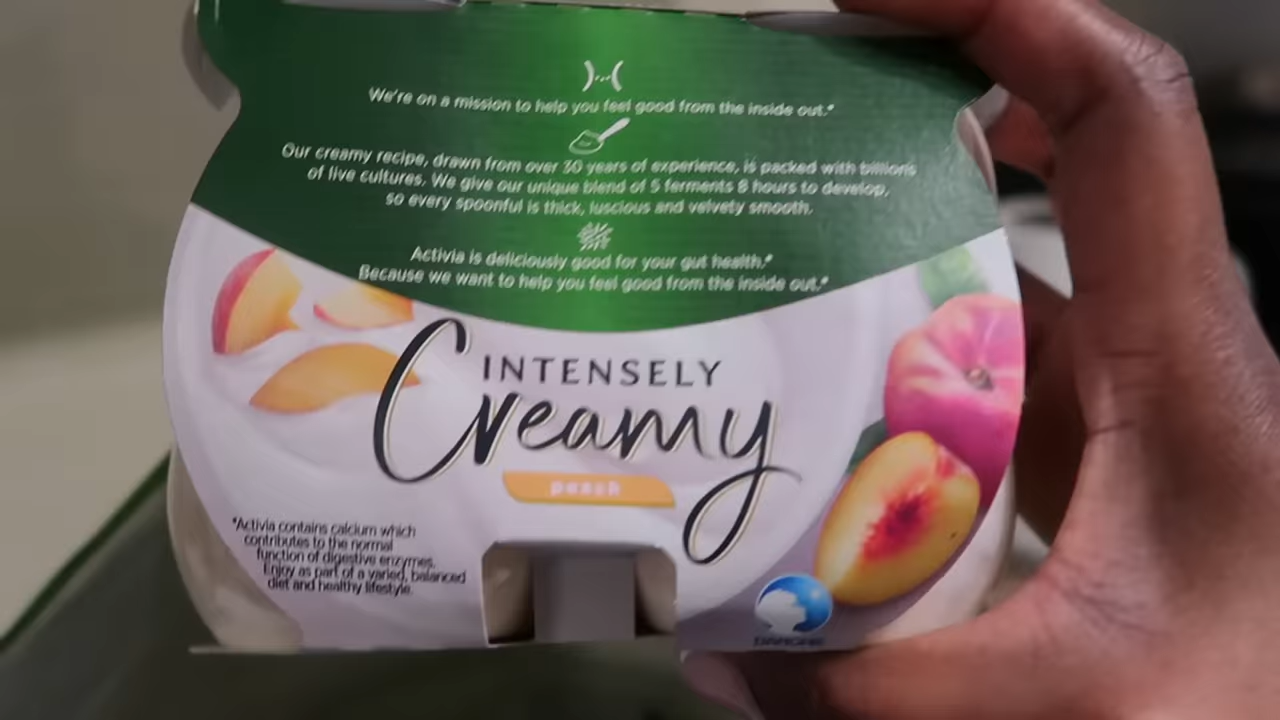 We're on a mission to help you feel good from the inside out.*
Our creamy recipe, drawn from over 30 years of experience, is packed with billions
of live cultures. We give our unique blend of 5 ferments 8 hours to develop,
so every spoonful is thick, luscious and velvety smooth.
Activia is deliciously good for your gut health.*
Because we want to help you feel good from the inside out.*
INTENSELY
Creamy
peach
*Activia contains calcium which
contributes to the normal
function of digestive enzymes.
Enjoy as part of a varied, balanced
diet and healthy lifestyle.
DANONE